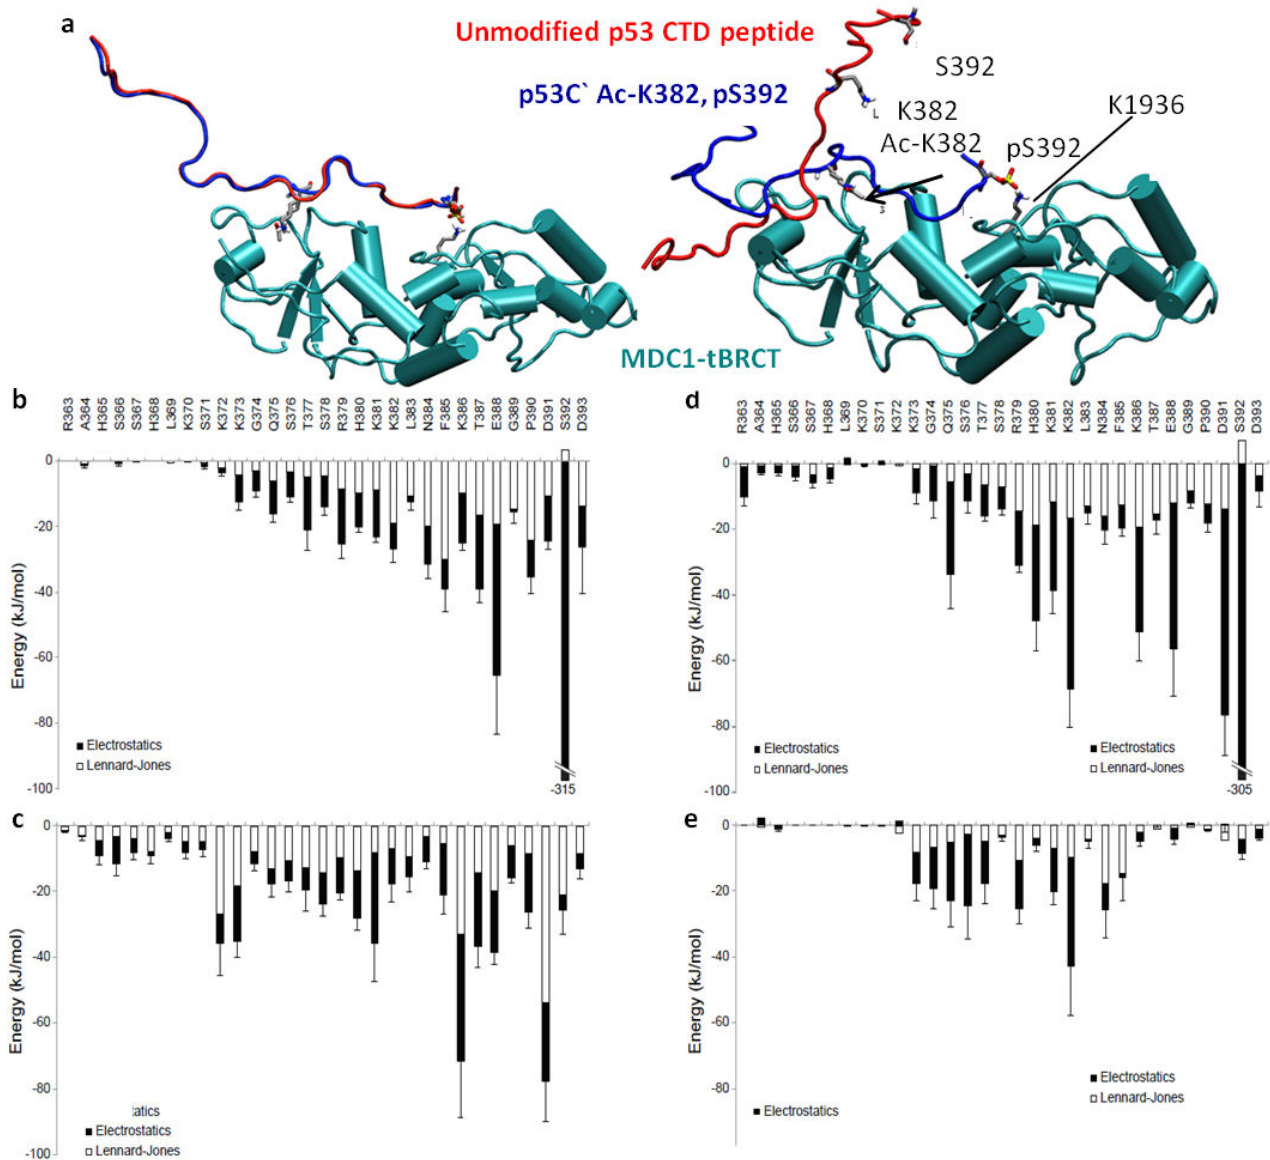 a
Unmodified p53 CTD peptide
p53C` Ac-K382, pS392
S392
K382
Ac-K382
K1936
pS392
MDC1-tBRCT
b
R363 A364 H365 S366 S367 H368 L369 K370 S371 K372 K373 G374 Q375 S376 T377 S378 R379 H380 K381 K382 L383 N384 F385 K386 T387 E388 G389 P390 D391 S392 D393
0
-20
-40
-60
-80
-100
Energy (kJ/mol)
Electrostatics
Lennard-Jones
-315
d
R363 A364 H365 S366 S367 H368 L369 K370 S371 K372 K373 G374 Q375 S376 T377 S378 R379 H380 K381 K382 L383 N384 F385 K386 T387 E388 G389 P390 D391 S392 D393
0
-20
-40
-60
-80
-100
Energy (kJ/mol)
Electrostatics
Lennard-Jones
Electrostatics
Lennard-Jones
-305
c
0
-20
-40
-60
-80
-100
Energy (kJ/mol)
tatics
Electrostatics
Lennard-Jones
e
0
-20
-40
-60
-80
Energy (kJ/mol)
Electrostatics
Electrostatics
Lennard-Jones